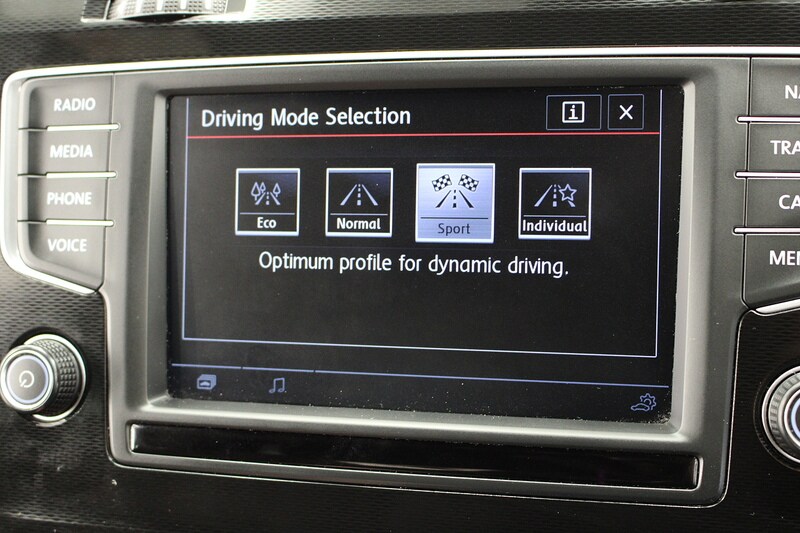 RADIO
MEDIA
PHONE
VOICE
Driving Mode Selection
i
X
Eco
Normal
Sport
Individual
Optimum profile for dynamic driving.